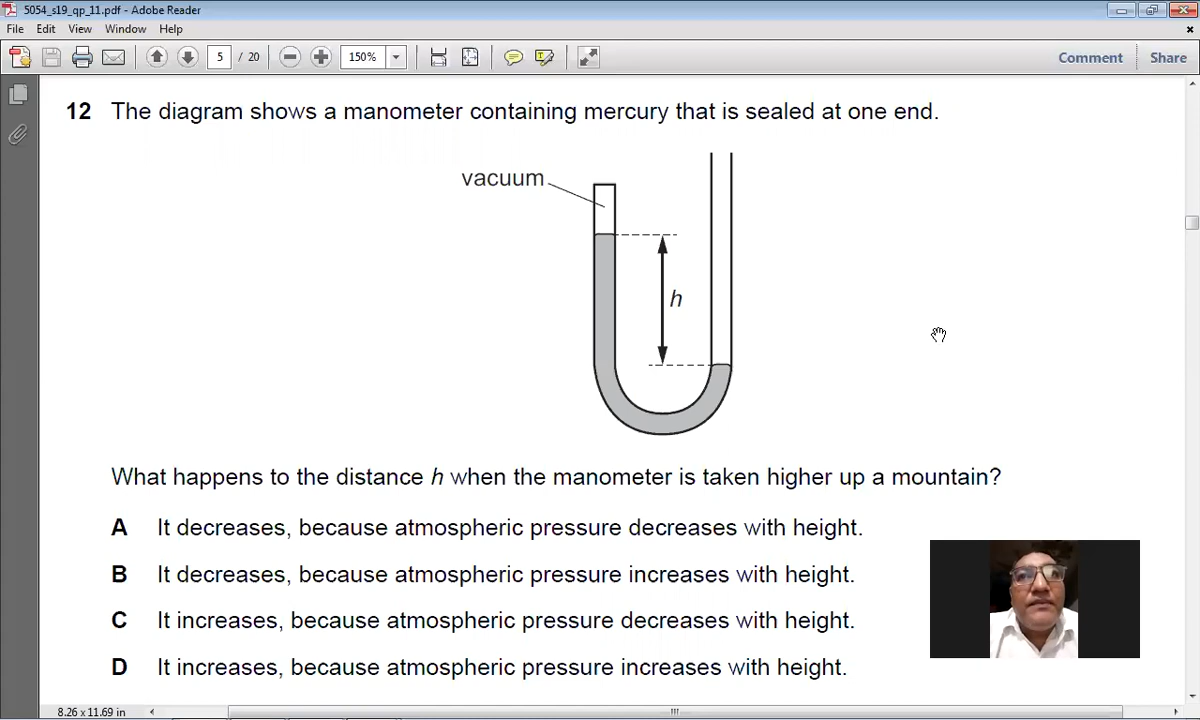 5054_s19_qp_11.pdf - Adobe Reader
File Edit View Window Help
5 / 20 150% Comment Share
12 The diagram shows a manometer containing mercury that is sealed at one end.
vacuum
h
What happens to the distance h when the manometer is taken higher up a mountain?
A It decreases, because atmospheric pressure decreases with height.
B It decreases, because atmospheric pressure increases with height.
C It increases, because atmospheric pressure decreases with height.
D It increases, because atmospheric pressure increases with height.
8.26 x 11.69 in